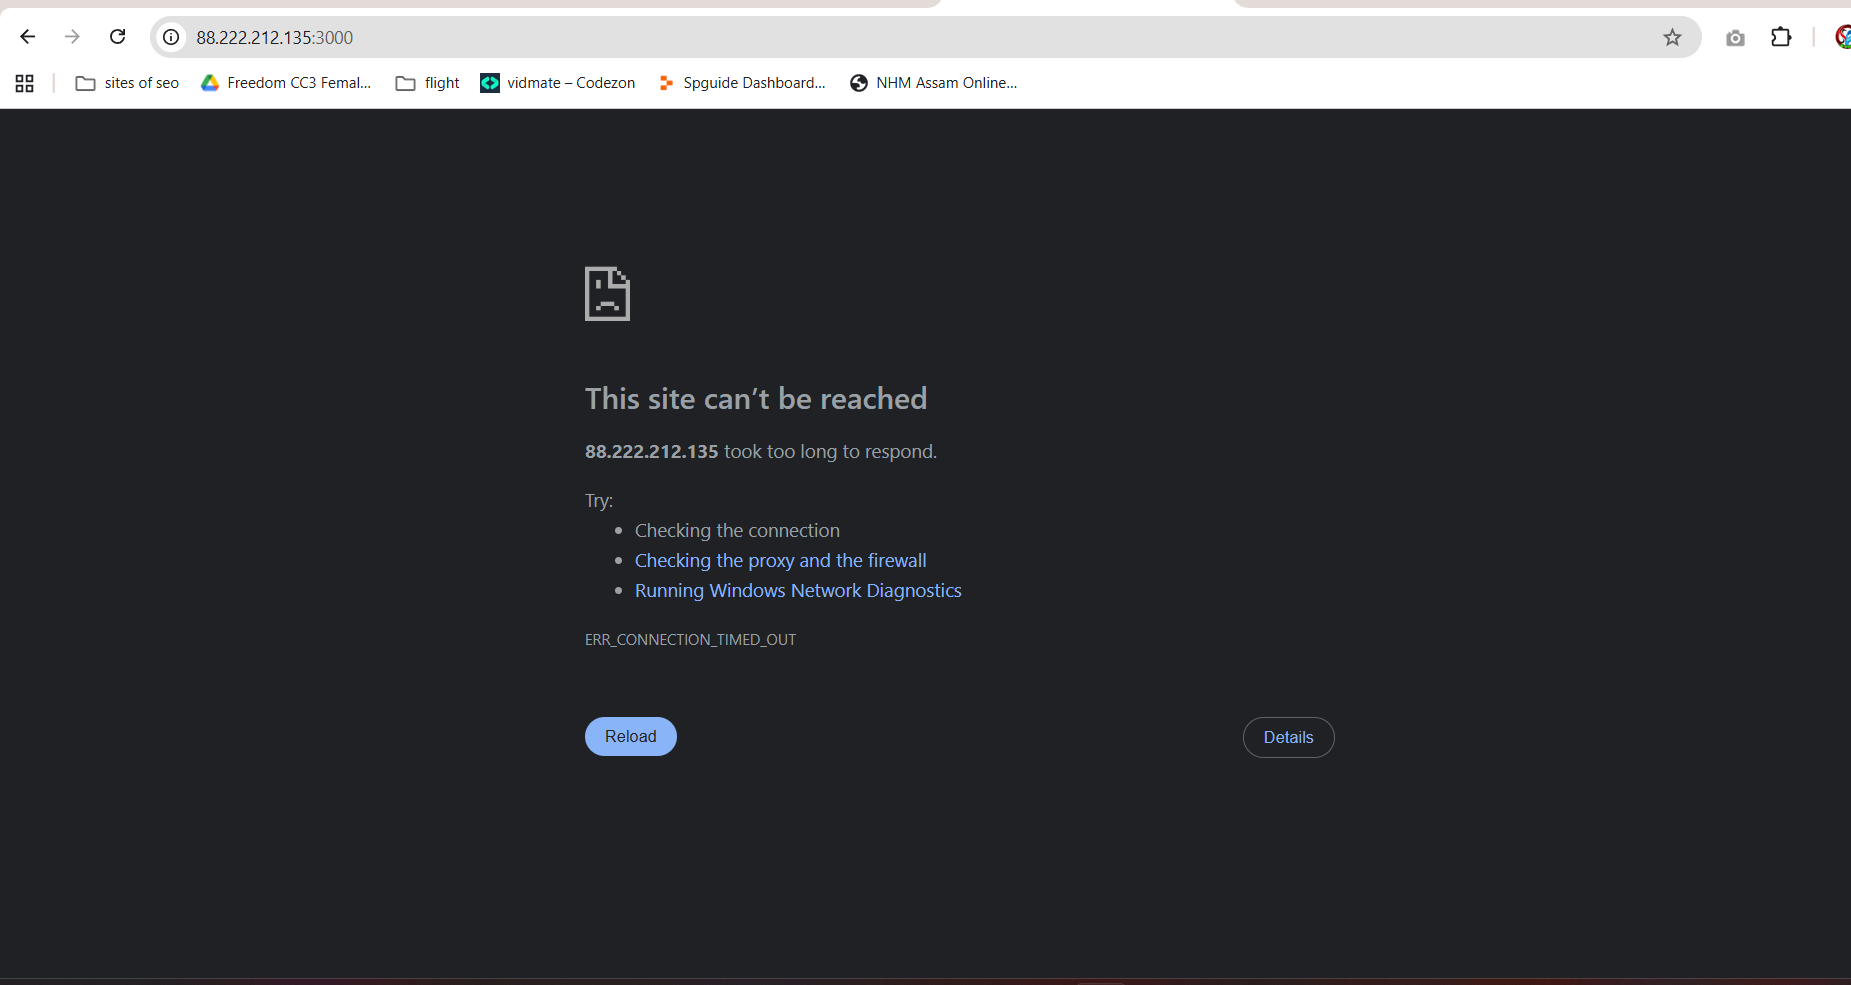 88.222.212.135:3000
sites of seo
Freedom CC3 Femal...
flight
vidmate – Codezon
Spguide Dashboard...
NHM Assam Online...
This site can’t be reached
88.222.212.135 took too long to respond.
Try:
Checking the connection
Checking the proxy and the firewall
Running Windows Network Diagnostics
ERR_CONNECTION_TIMED_OUT
Reload
Details